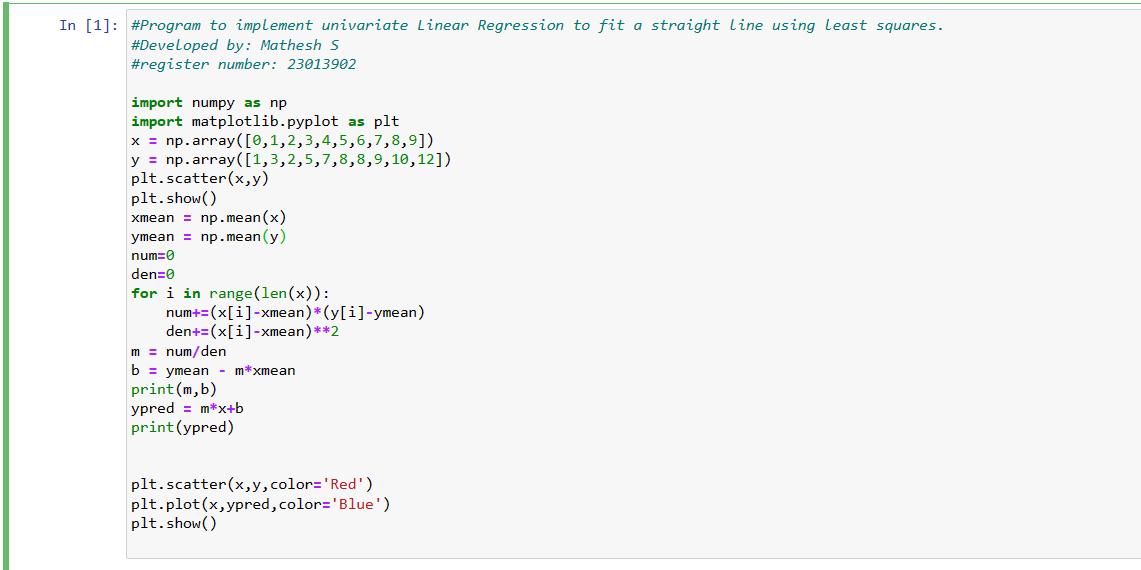 In [1]: #Program to implement univariate Linear Regression to fit a straight line using least squares.
#Developed by: Mathesh S
#register number: 23013902

import numpy as np
import matplotlib.pyplot as plt
x = np.array([0,1,2,3,4,5,6,7,8,9])
y = np.array([1,3,2,5,7,8,8,9,10,12])
plt.scatter(x,y)
plt.show()
xmean = np.mean(x)
ymean = np.mean(y)
num=0
den=0
for i in range(len(x)):
    num+=(x[i]-xmean)*(y[i]-ymean)
    den+=(x[i]-xmean)**2
m = num/den
b = ymean - m*xmean
print(m,b)
ypred = m*x+b
print(ypred)


plt.scatter(x,y,color='Red')
plt.plot(x,ypred,color='Blue')
plt.show()